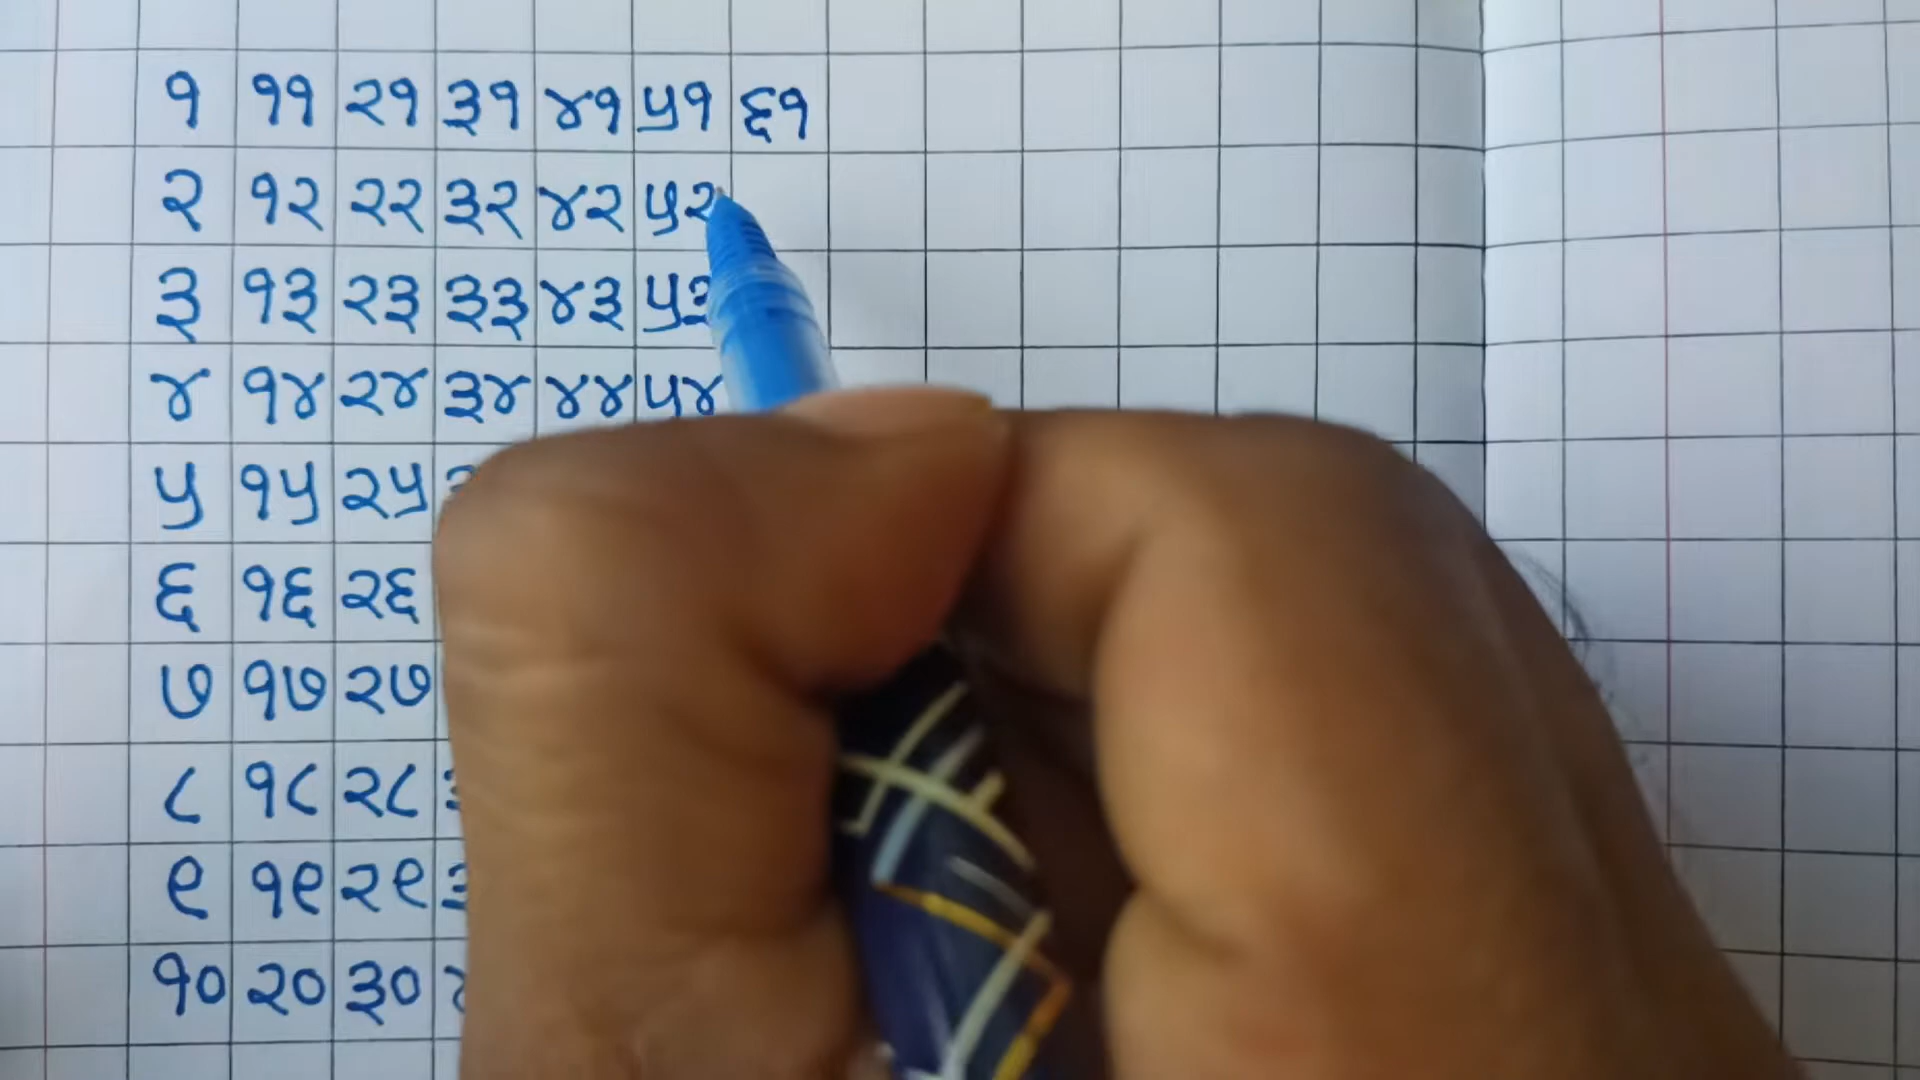 १ ११ २१ ३१ ४१ ५१ ६१
२ १२ २२ ३२ ४२ ५२
३ १३ २३ ३३ ४३ ५३
४ १४ २४ ३४ ४४ ५४
५ १५ २५
६ १६ २६
७ १७ २७
८ १८ २८
९ १९ २९
१० २० ३०